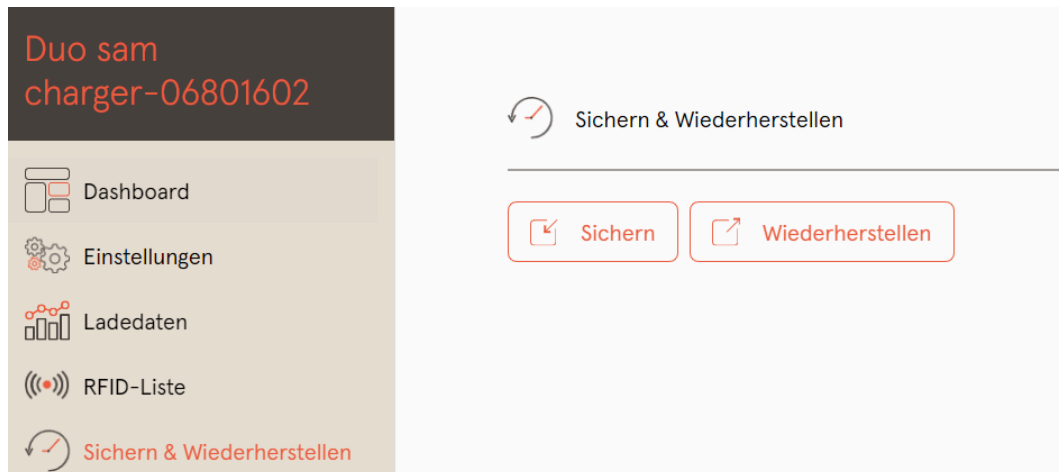 Duo sam
charger-06801602
Dashboard
Einstellungen
Ladedaten
RFID-Liste
Sichern & Wiederherstellen
Sichern & Wiederherstellen
Sichern
Wiederherstellen